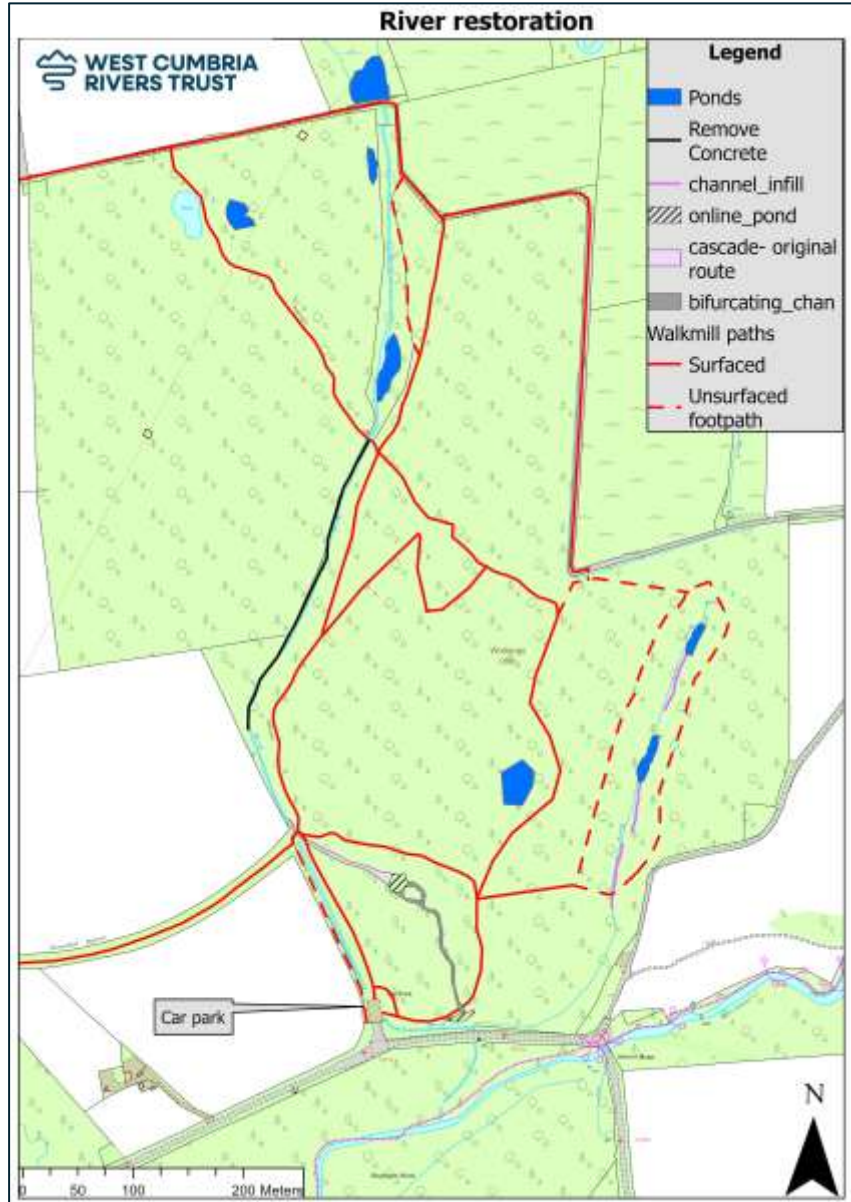 River restoration
WEST CUMBRIA
RIVERS TRUST
Legend
Ponds
Remove
Concrete
channel_infill
online_pond
cascade- original
route
bifurcating_chan
Walkmill paths
Surfaced
Unsurfaced
footpath
Car park
N
0 50 100 200 Meters